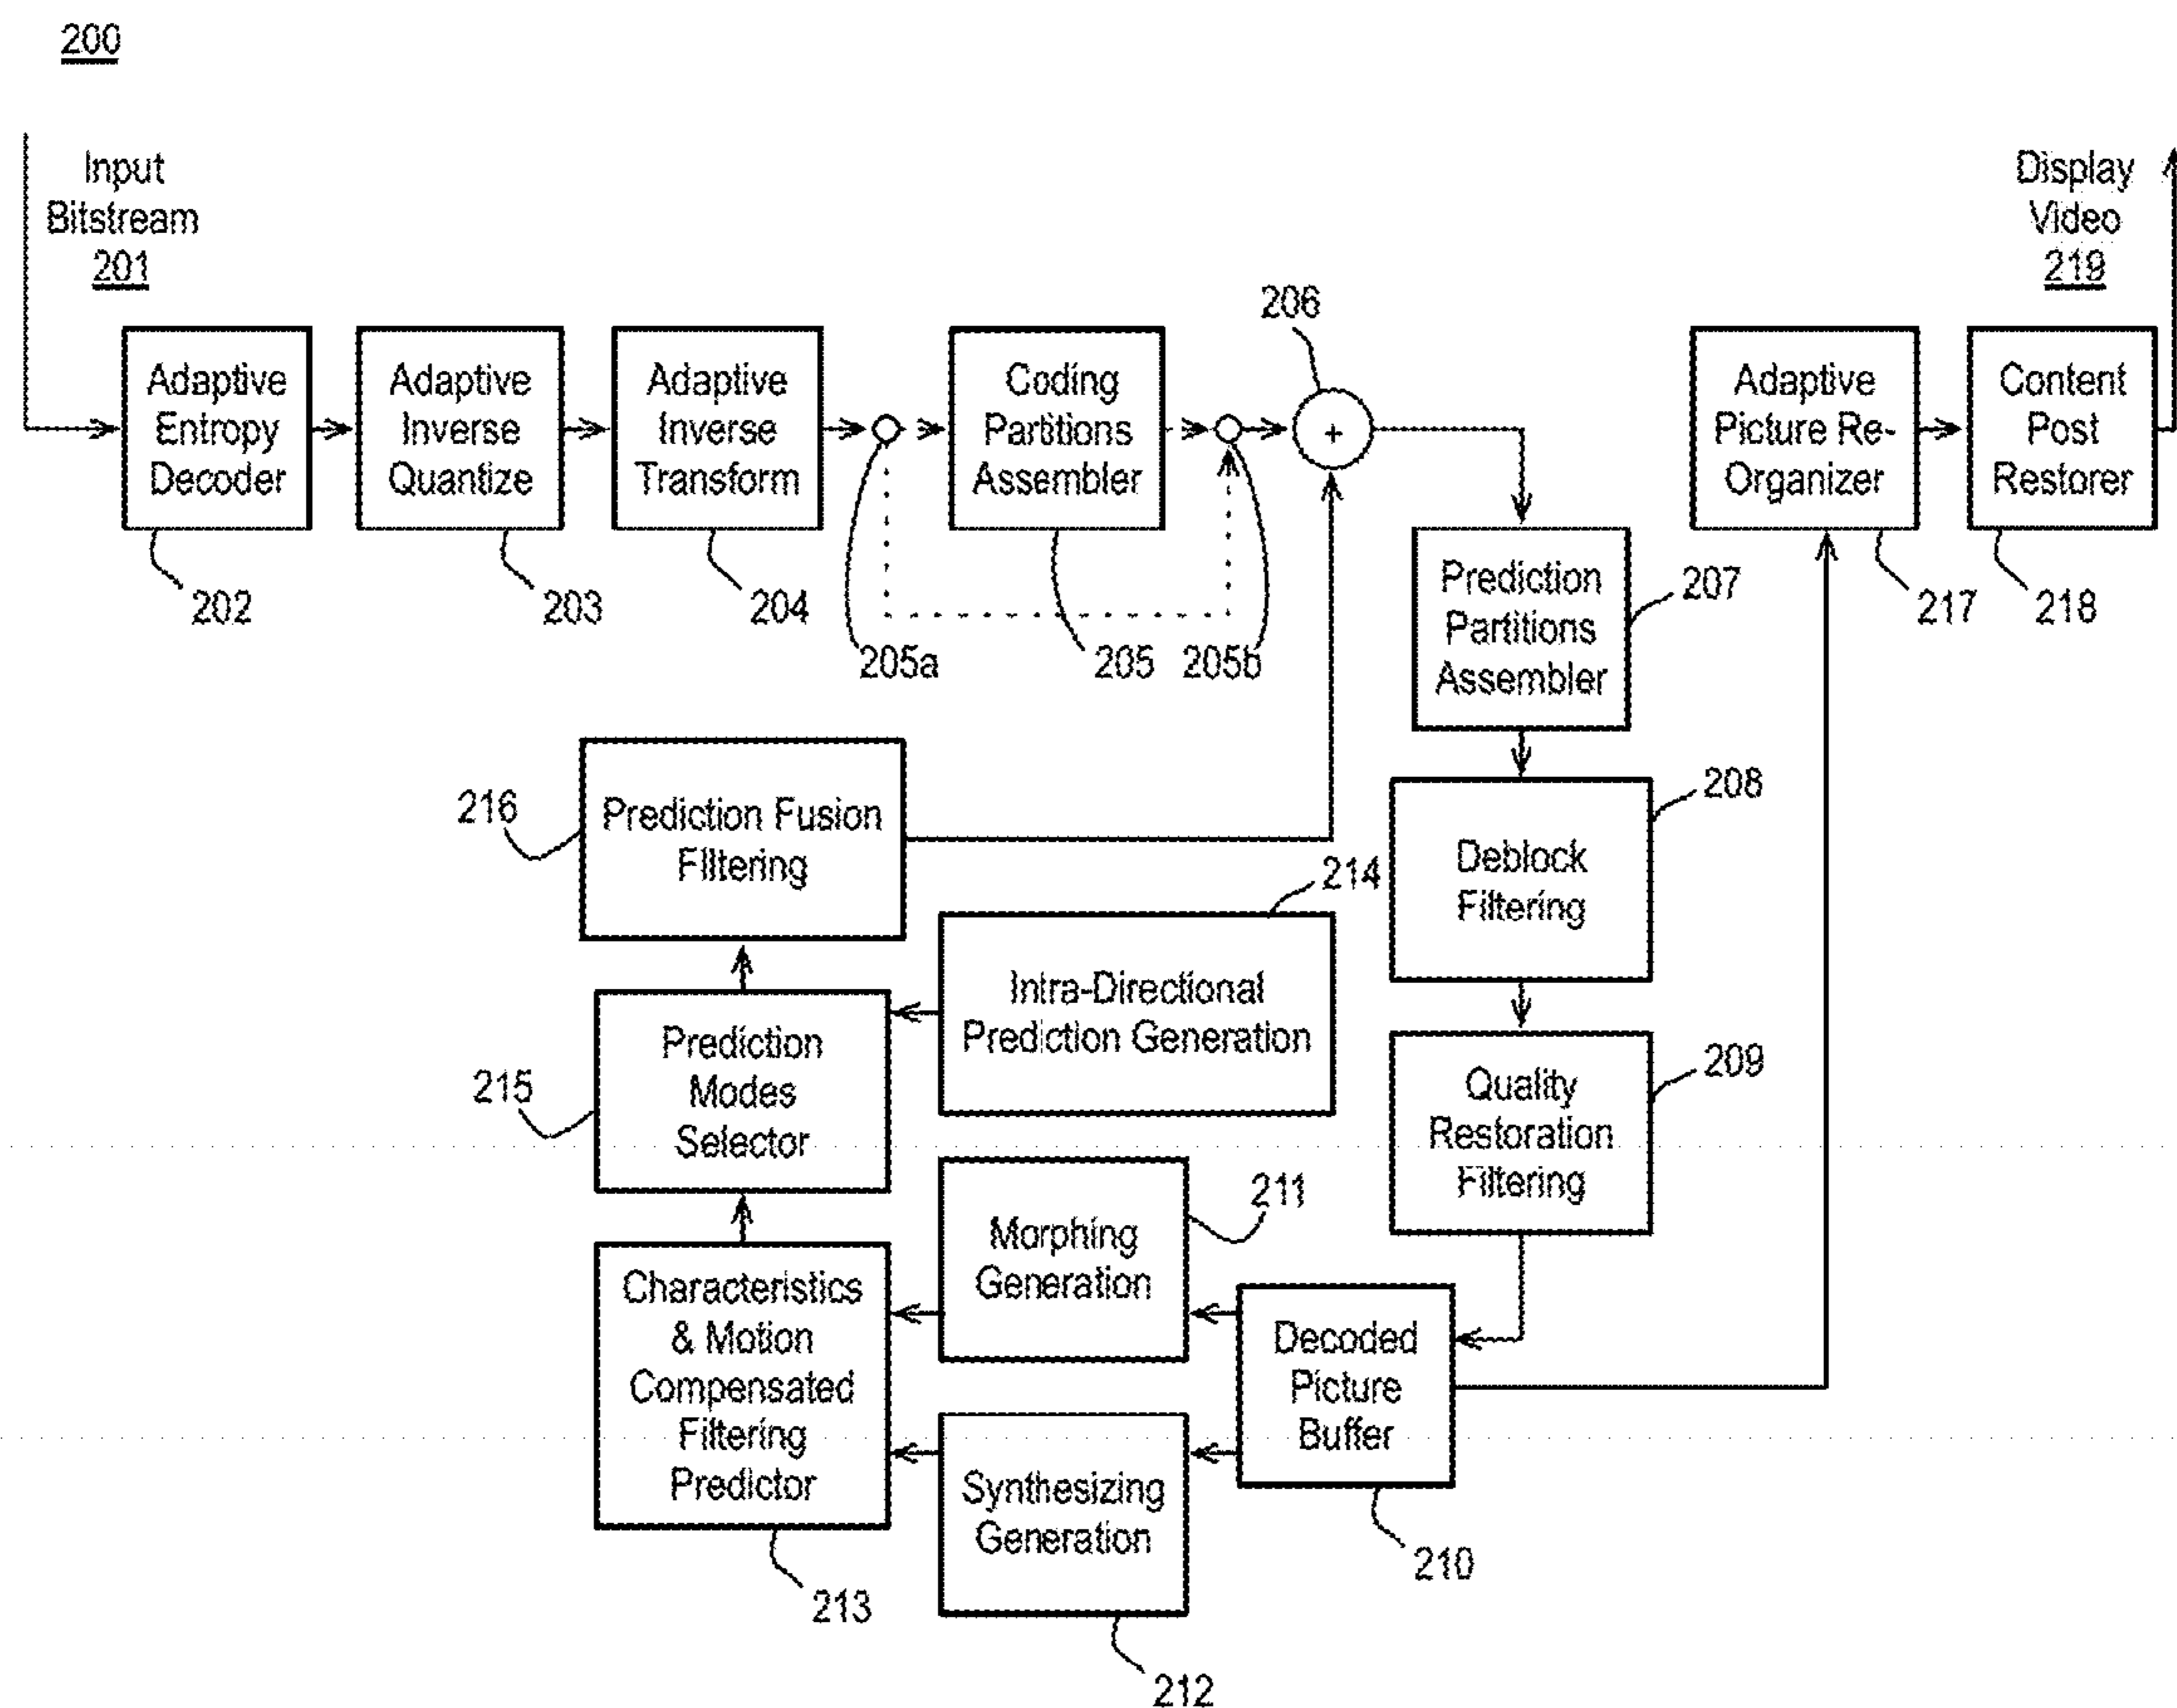 200
Input
Bitstream
201
Display
Video
219
206
Adaptive
Entropy
Decoder
Adaptive
Inverse
Quantize
Adaptive
Inverse
Transform
Coding
Partitions
Assembler
+
Adaptive
Picture Re-
Organizer
Content
Post
Restorer
202
203
204
205a
205
205b
Prediction
Partitions
Assembler
207
217
218
216
Prediction Fusion
Filtering
208
Deblock
Filtering
214
Intra-Directional
Prediction Generation
215
Prediction
Modes
Selector
209
Quality
Restoration
Filtering
211
Morphing
Generation
Characteristics
& Motion
Compensated
Filtering
Predictor
Decoded
Picture
Buffer
Synthesizing
Generation
210
213
212